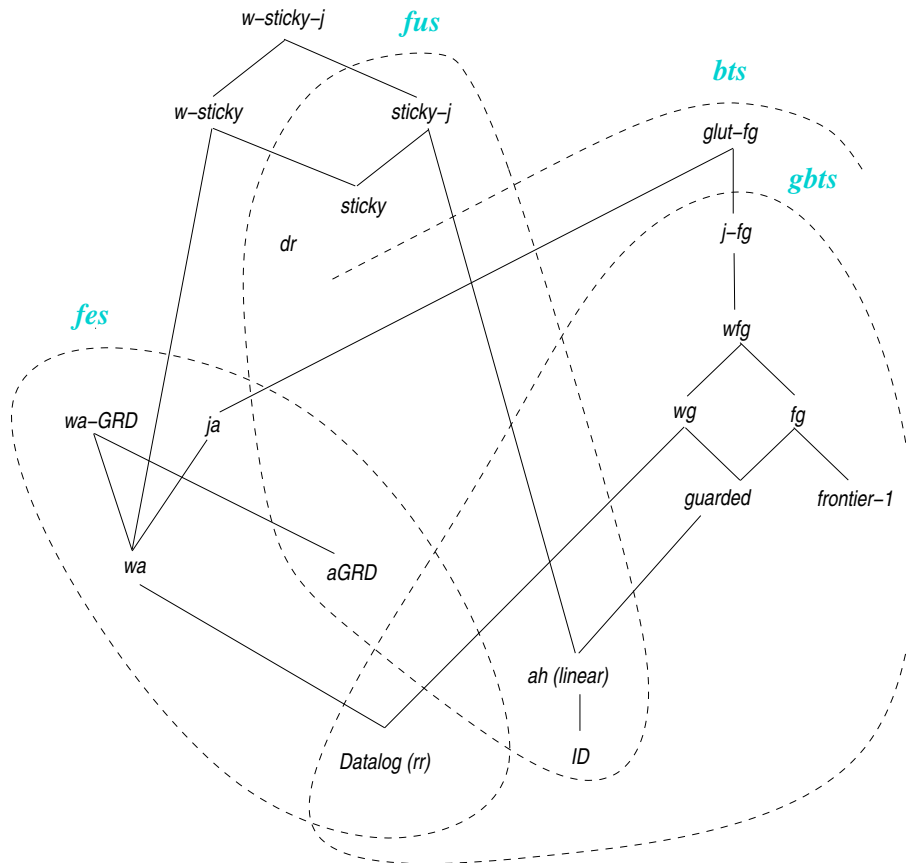 w-sticky-j
fus
bts
w-sticky
sticky-j
glut-fg
gbts
sticky
dr
j-fg
fes
wfg
wa-GRD
ja
wg
fg
guarded
frontier-1
wa
aGRD
ah (linear)
Datalog (rr)
ID